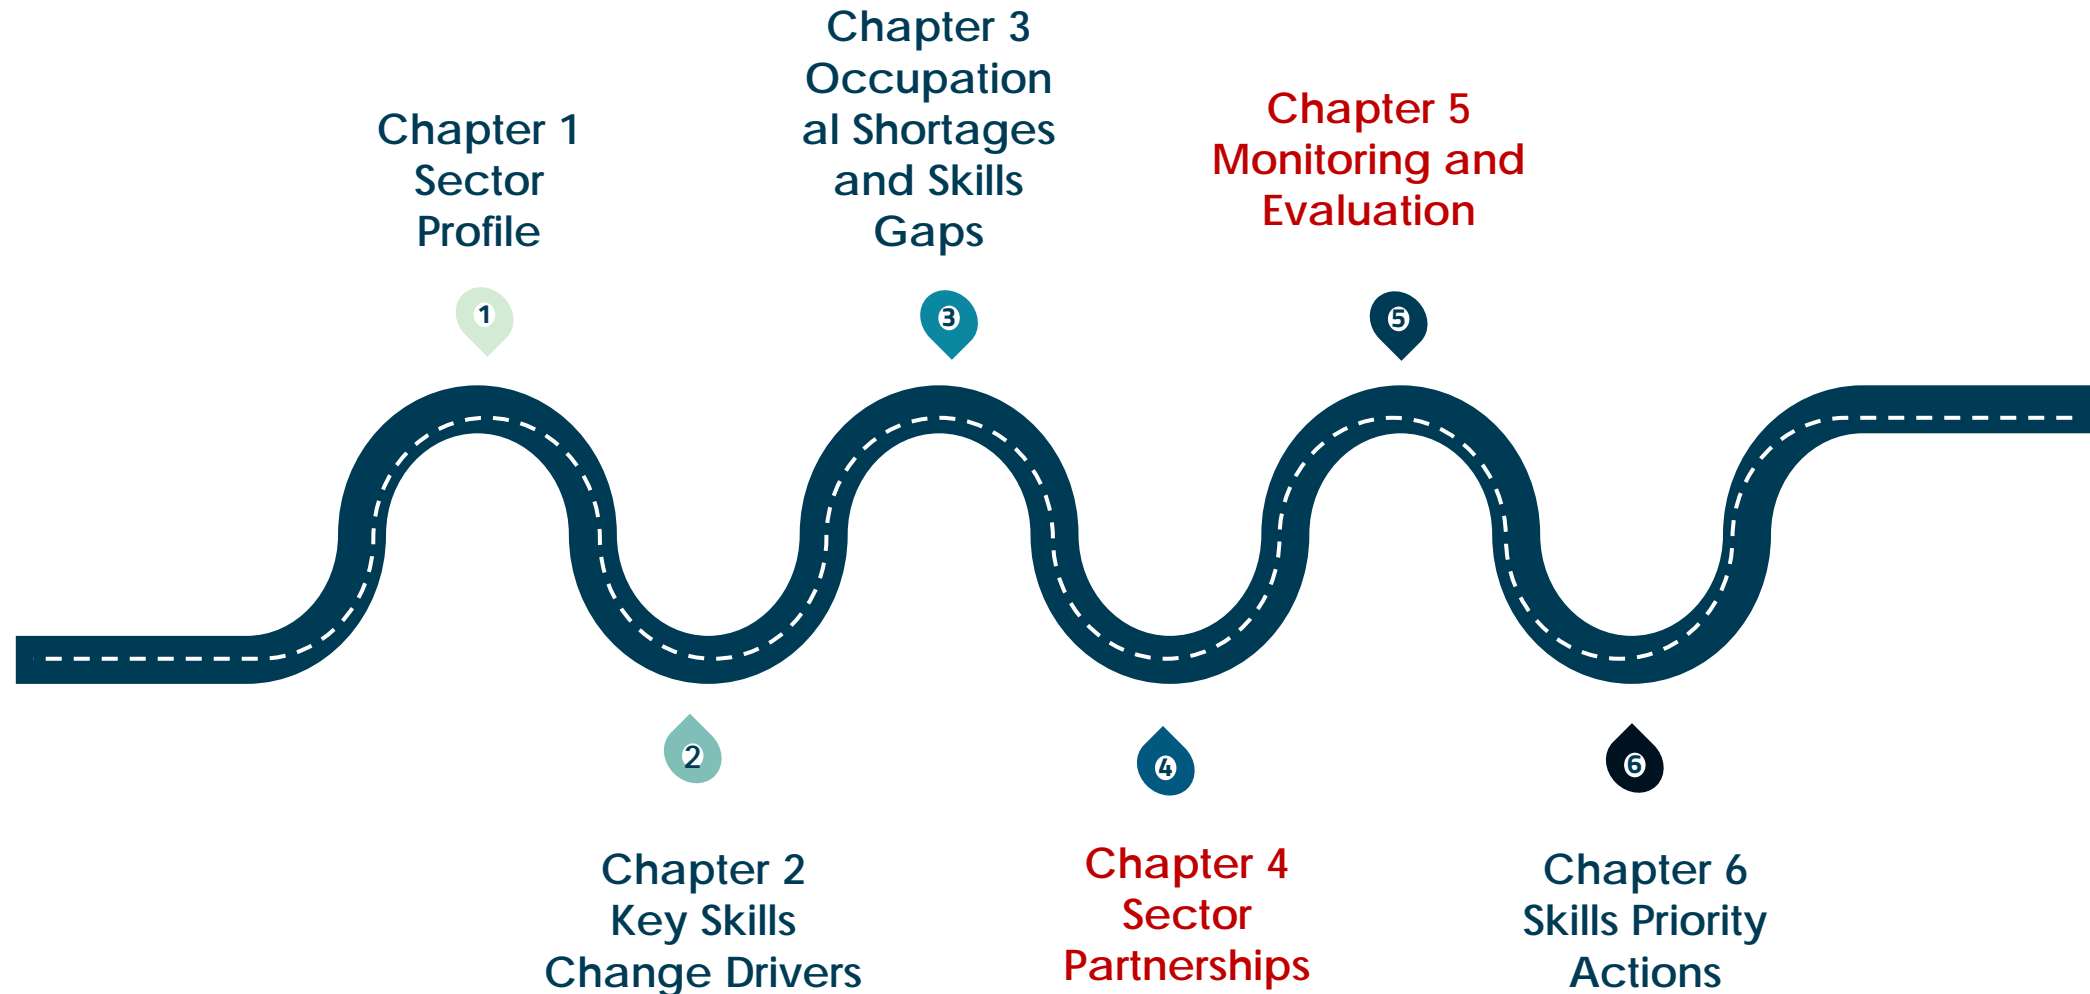 Chapter 1
Sector
Profile
1
Chapter 2
Key Skills
Change Drivers
2
Chapter 3
Occupation
al Shortages
and Skills
Gaps
3
Chapter 4
Sector
Partnerships
4
Chapter 5
Monitoring and
Evaluation
5
Chapter 6
Skills Priority
Actions
6